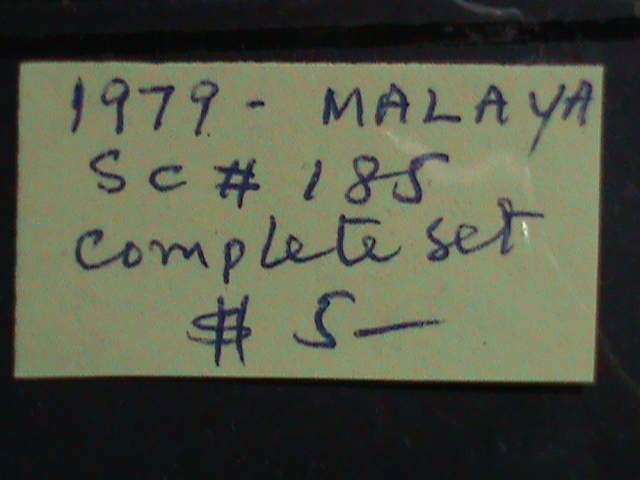 1979 - MALAYA
SC # 185
complete set
$ 5 —